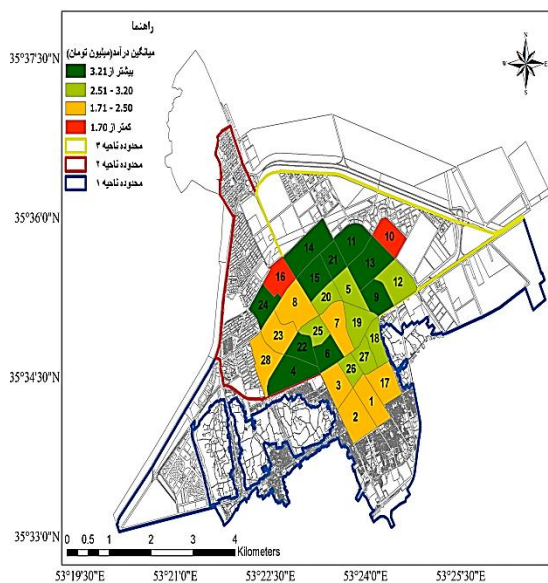 راهنما
میانگین درآمد(میلیون تومان)
بیشتر از 3.21
2.51 - 3.20
1.71 - 2.50
کمتر از 1.70
محدوده ناحیه ۳
محدوده ناحیه ۲
محدوده ناحیه ۱
N
W E
S
35°37'30"N
35°36'0"N
35°34'30"N
35°33'0"N
14
11
10
21
13
16
15
12
24
8
20
5
9
23
25
7
19
18
22
6
28
4
27
26
3
17
1
2
0 0.5 1 2 3 4
Kilometers
53°19'30"E 53°21'0"E 53°22'30"E 53°24'0"E 53°25'30"E